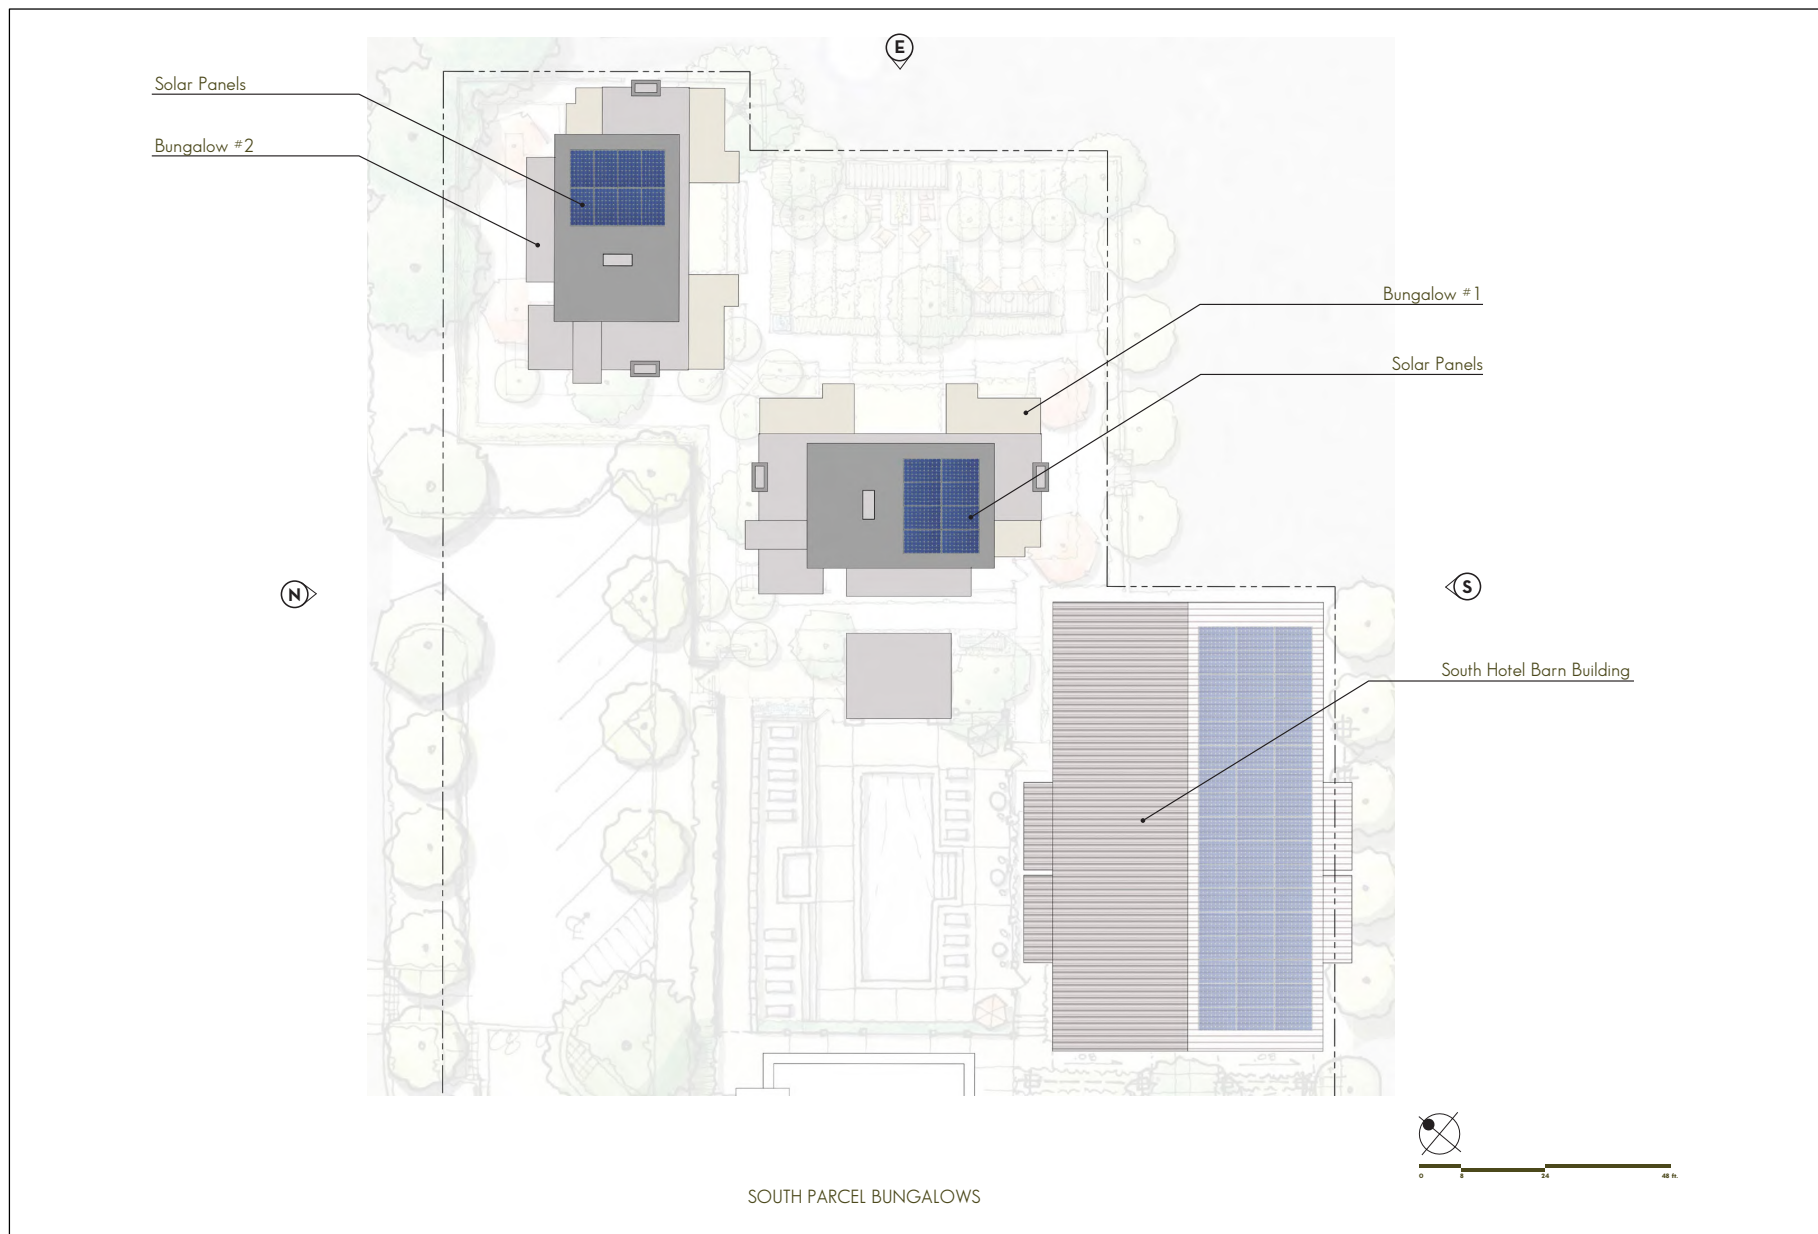 E
Solar Panels
Bungalow #2
Bungalow #1
Solar Panels
N
S
South Hotel Barn Building
0 8 24 48 ft.
SOUTH PARCEL BUNGALOWS